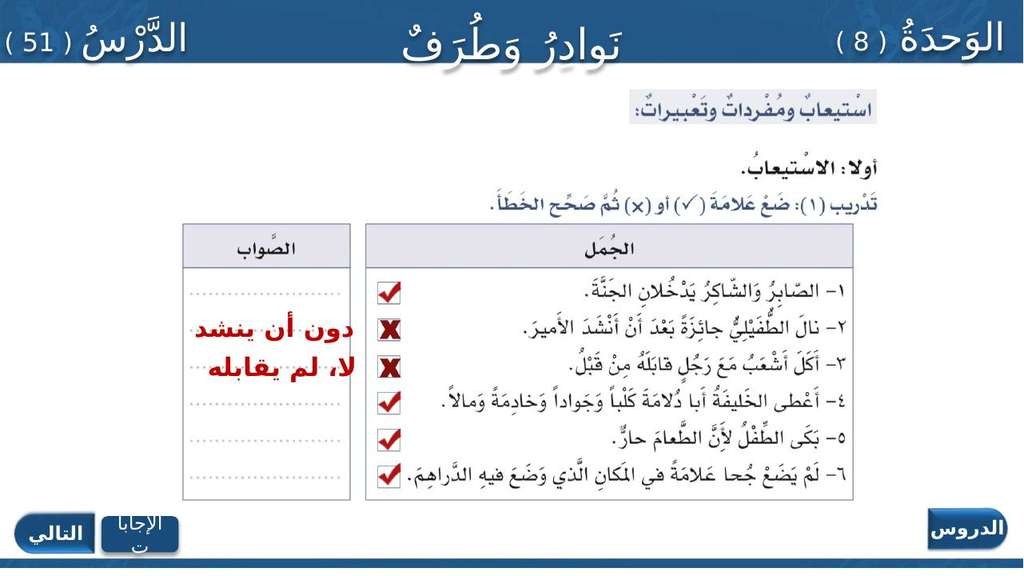 الوَحدَةُ ( 8 )
نَوادِرُ وَطُرَفٌ
الدَّرْسُ ( 51 )
اسْتيعابٌ ومُفْرداتٌ وتَعْبيراتٌ:
أولا: الاسْتيعابُ.
تَدْريب (١): ضَعْ عَلامَةَ (✓) أو (×) ثُمَّ صَحِّح الخَطَأَ.
الجُمَل
الصَّواب
١- الصّابِرُ وَالشّاكِرُ يَدْخُلانِ الجَنَّةَ.
٢- نالَ الطُّفَيْلِيُّ جائِزَةً بَعْدَ أَنْ أَنْشَدَ الأَميرَ.
دون أن ينشد
٣- أَكَلَ أَشْعَبُ مَعَ رَجُلٍ قابَلَهُ مِنْ قَبْلُ.
لا، لم يقابله
٤- أَعْطى الخَليفَةُ أَبا دُلامَةَ كَلْباً وَجَواداً وَخادِمَةً وَمالاً.
٥- بَكَى الطِّفْلُ لأَنَّ الطَّعامَ حارٌّ.
٦- لَمْ يَضَعْ جُحا عَلامَةً في المَكانِ الَّذي وَضَعَ فيهِ الدَّراهِمَ.
الدروس
الإجابا
ت
التالي